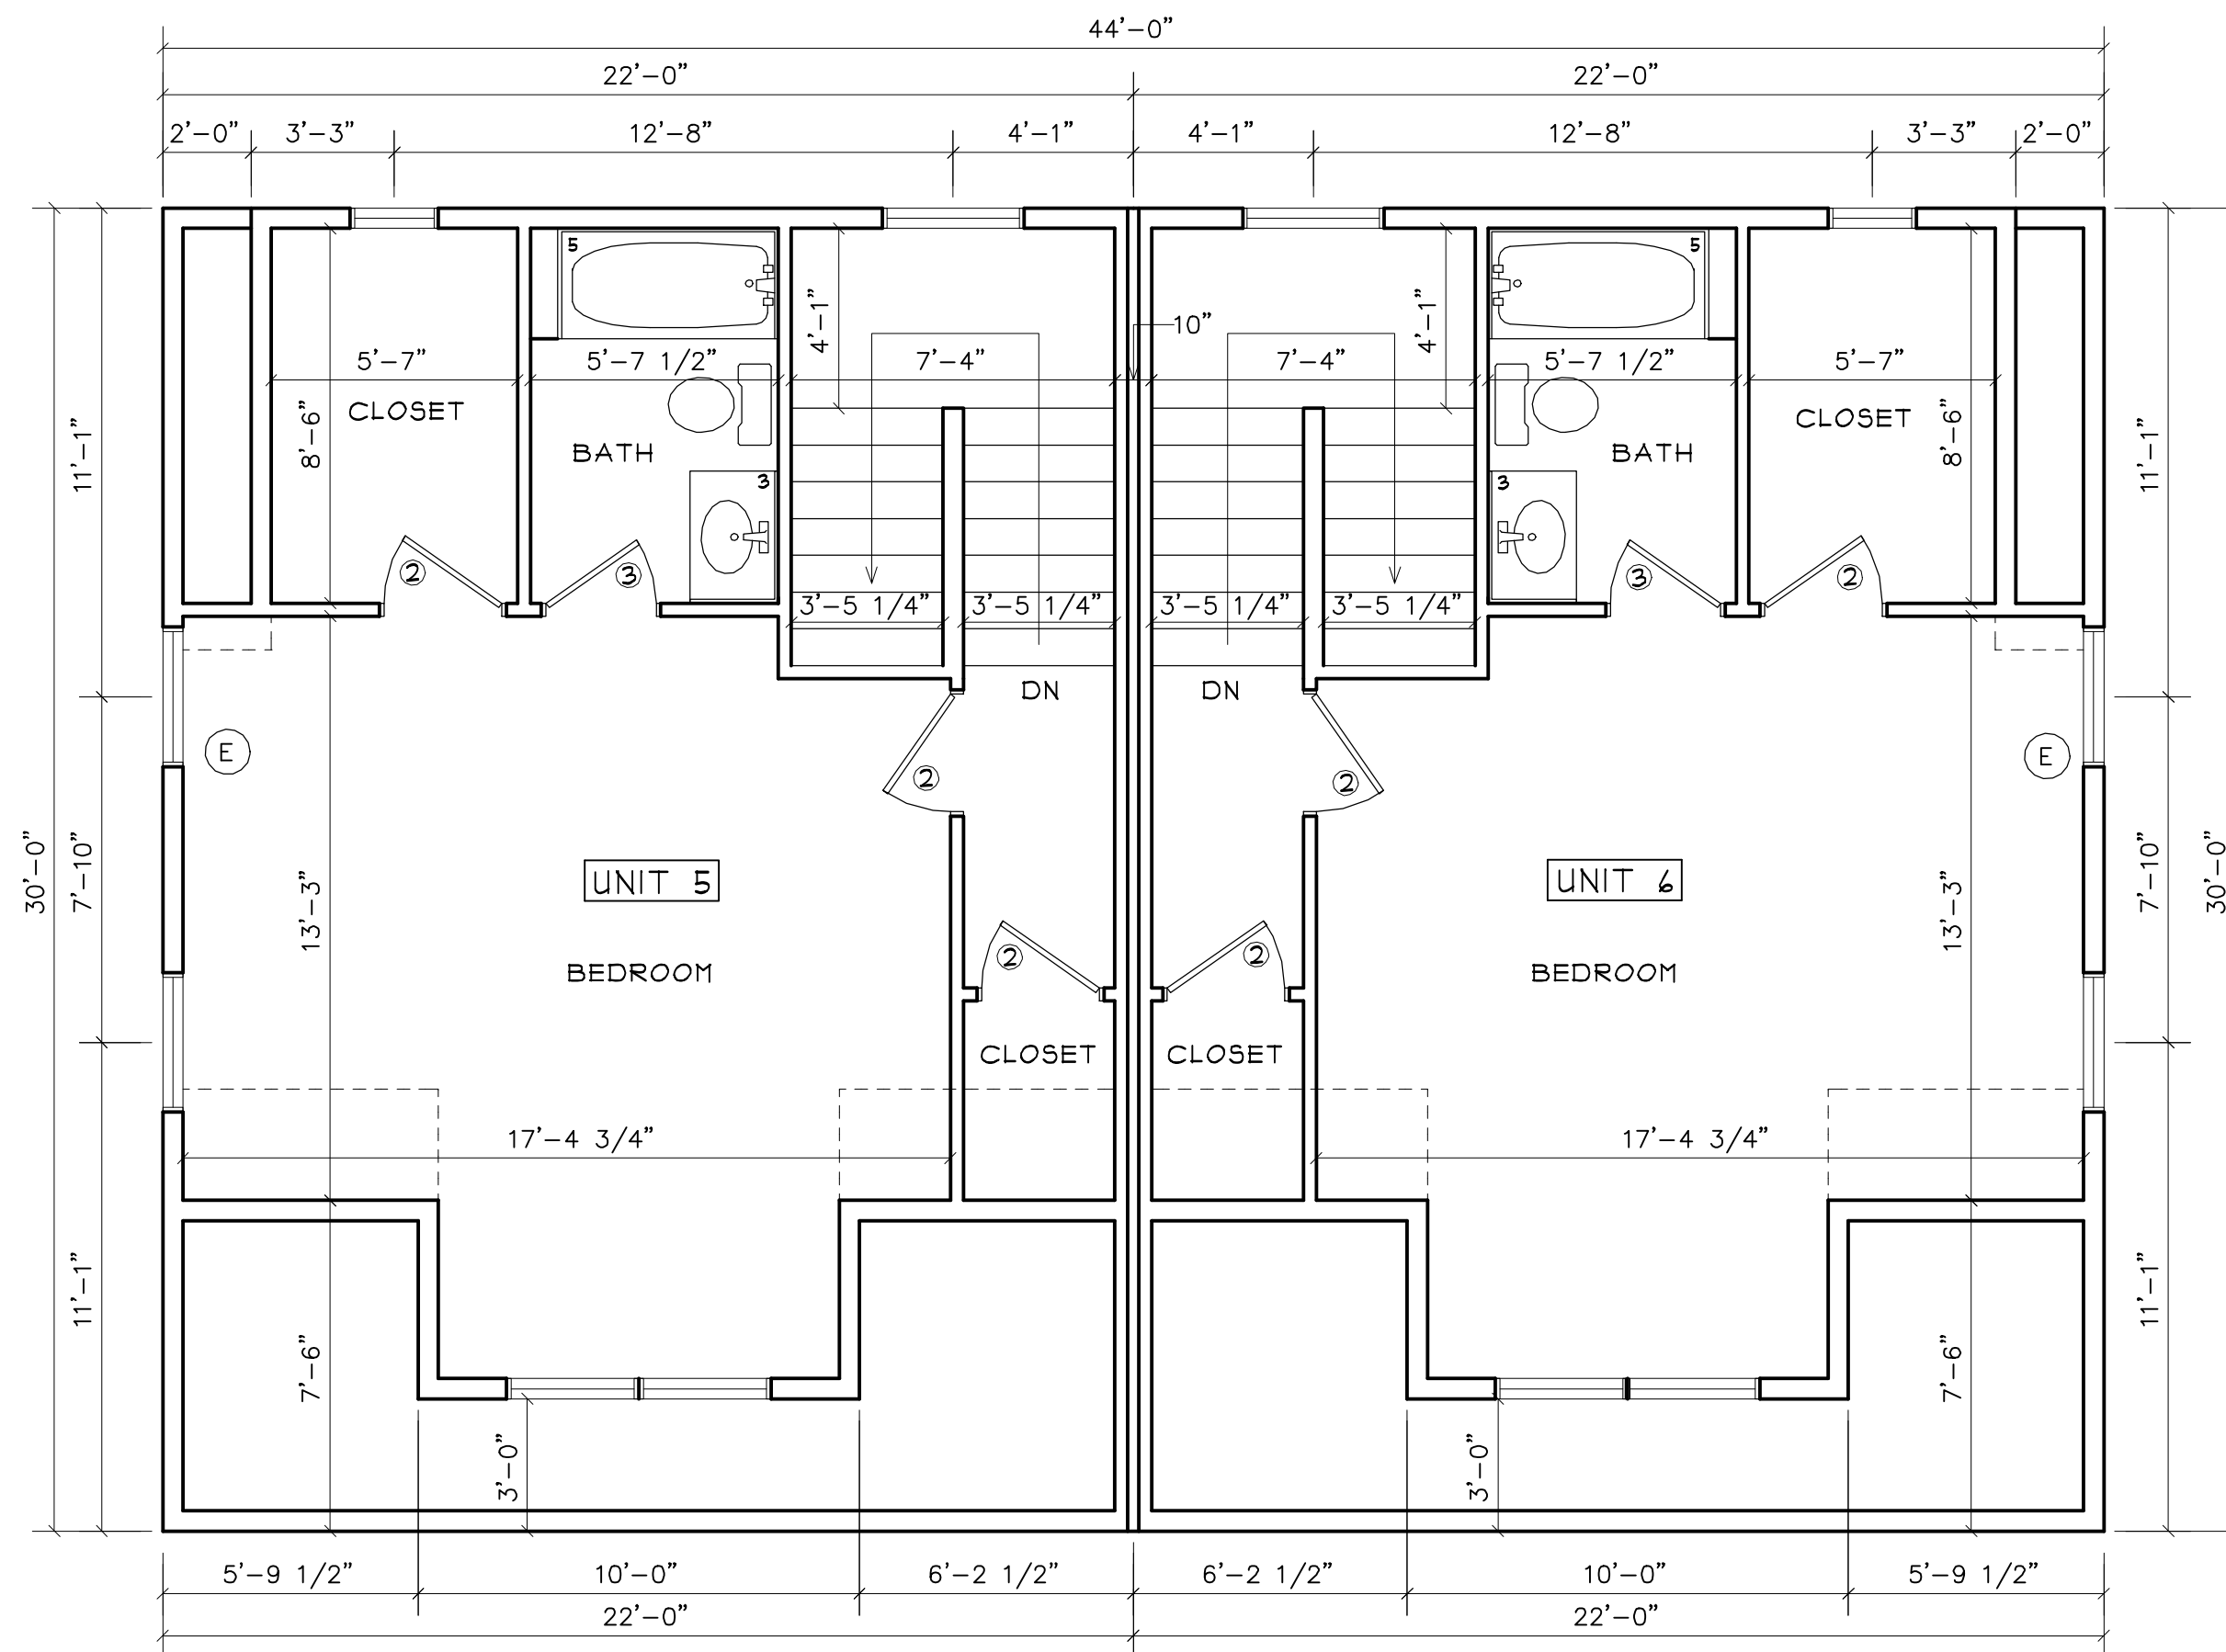 44'-0"
22'-0" 22'-0"
2'-0" 3'-3" 12'-8" 4'-1" 4'-1" 12'-8" 3'-3" 2'-0"
5 5
4'-1" 10" 4'-1"
5'-7" 5'-7 1/2" 7'-4" 7'-4" 5'-7 1/2" 5'-7"
CLOSET CLOSET
11'-1" 8'-6" BATH BATH 8'-6" 11'-1"
3 3
2 3 3 2
3'-5 1/4" 3'-5 1/4" 3'-5 1/4" 3'-5 1/4"
DN DN
E E
2 2
30'-0" 7'-10" 13'-3" UNIT 5 UNIT 6 13'-3" 7'-10" 30'-0"
2 2
BEDROOM BEDROOM
CLOSET CLOSET
17'-4 3/4" 17'-4 3/4"
11'-1" 11'-1"
7'-6" 7'-6"
3'-0" 3'-0"
5'-9 1/2" 10'-0" 6'-2 1/2" 6'-2 1/2" 10'-0" 5'-9 1/2"
22'-0" 22'-0"